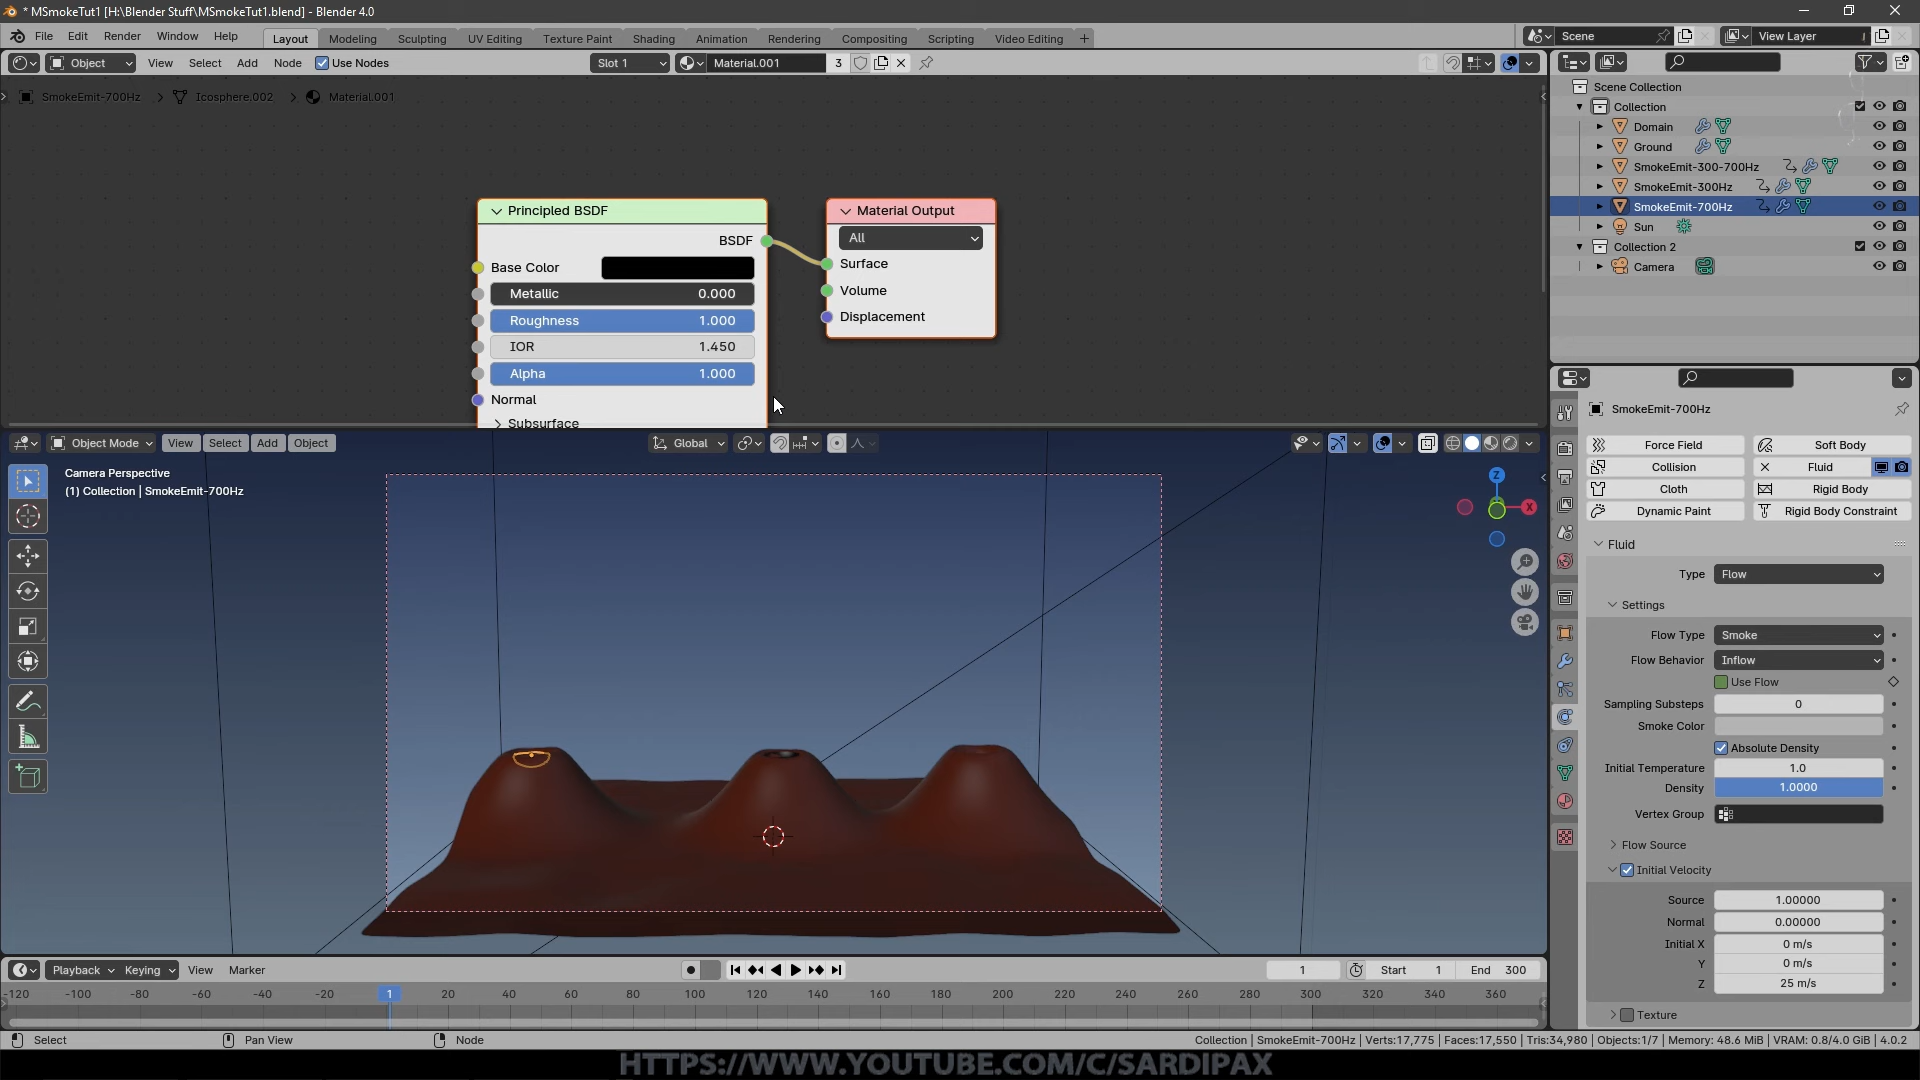 * MSmokeTut1 [H:\Blender Stuff\MSmokeTut1.blend] - Blender 4.0
File Edit Render Window Help
Layout Modeling Sculpting UV Editing Texture Paint Shading Animation Rendering Compositing Scripting Video Editing +
Scene View Layer
Object View Select Add Node Use Nodes Slot 1 Material.001 3
SmokeEmit-700Hz > Icosphere.002 > Material.001
Principled BSDF
BSDF
Base Color
Metallic 0.000
Roughness 1.000
IOR 1.450
Alpha 1.000
Normal
Subsurface
Material Output
All
Surface
Volume
Displacement
Scene Collection
Collection
Domain
Ground
SmokeEmit-300-700Hz
SmokeEmit-300Hz
SmokeEmit-700Hz
Sun
Collection 2
Camera
Object Mode View Select Add Object Global
Camera Perspective
(1) Collection | SmokeEmit-700Hz
Z
X
SmokeEmit-700Hz
Force Field Soft Body
Collision Fluid
Cloth Rigid Body
Dynamic Paint Rigid Body Constraint
Fluid
Type Flow
Settings
Flow Type Smoke
Flow Behavior Inflow
Use Flow
Sampling Substeps 0
Smoke Color
Absolute Density
Initial Temperature 1.0
Density 1.0000
Vertex Group
Flow Source
Initial Velocity
Source 1.00000
Normal 0.00000
Initial X 0 m/s
Y 0 m/s
Z 25 m/s
Texture
Playback Keying View Marker 1 Start 1 End 300
-120 -100 -80 -60 -40 -20 1 20 40 60 80 100 120 140 160 180 200 220 240 260 280 300 320 340 360
Select Pan View Node Collection | SmokeEmit-700Hz | Verts:17,775 | Faces:17,550 | Tris:34,980 | Objects:1/7 | Memory: 48.6 MiB | VRAM: 0.8/4.0 GiB | 4.0.2
HTTPS://WWW.YOUTUBE.COM/C/SARDIPAX